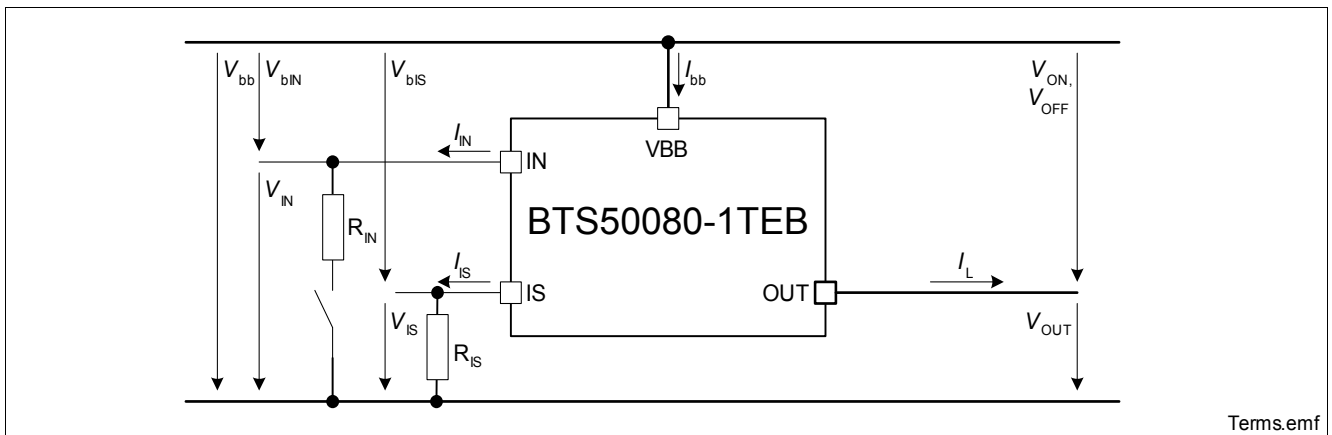 Vbb
VbIN
VbIS
Ibb
VON,
VOFF
IIN
IN
VBB
VIN
RIN
BTS50080-1TEB
IIS
IS
OUT
IL
VIS
RIS
VOUT
Terms.emf